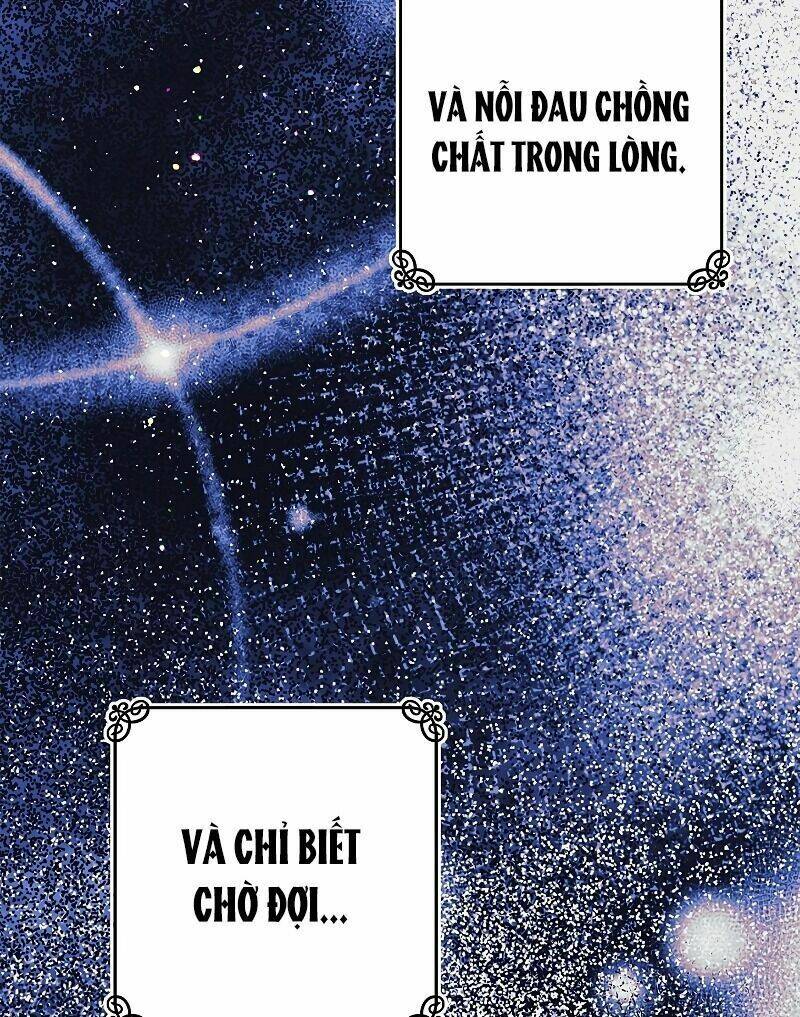 VÀ NỖI ĐAU CHỒNG
CHẤT TRONG LÒNG.
VÀ CHỈ BIẾT
CHỜ ĐỢI...